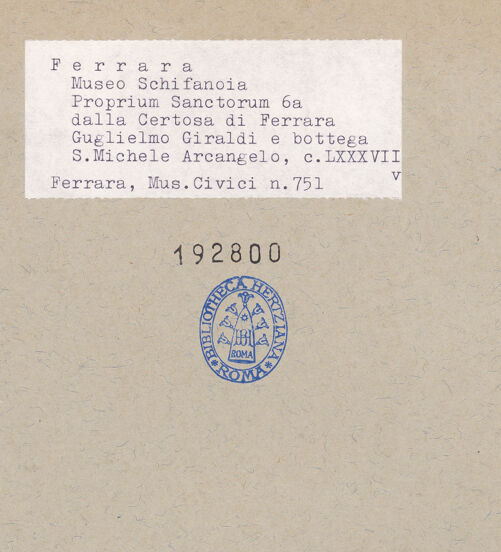 F e r r a r a
Museo Schifanoia
Proprium Sanctorum 6a
dalla Certosa di Ferrara
Guglielmo Giraldi e bottega
S.Michele Arcangelo, c.LXXXVII
v
Ferrara, Mus.Civici n.751
192800
BIBLIOTHECA HERTZIANA
ROMA
ROMA